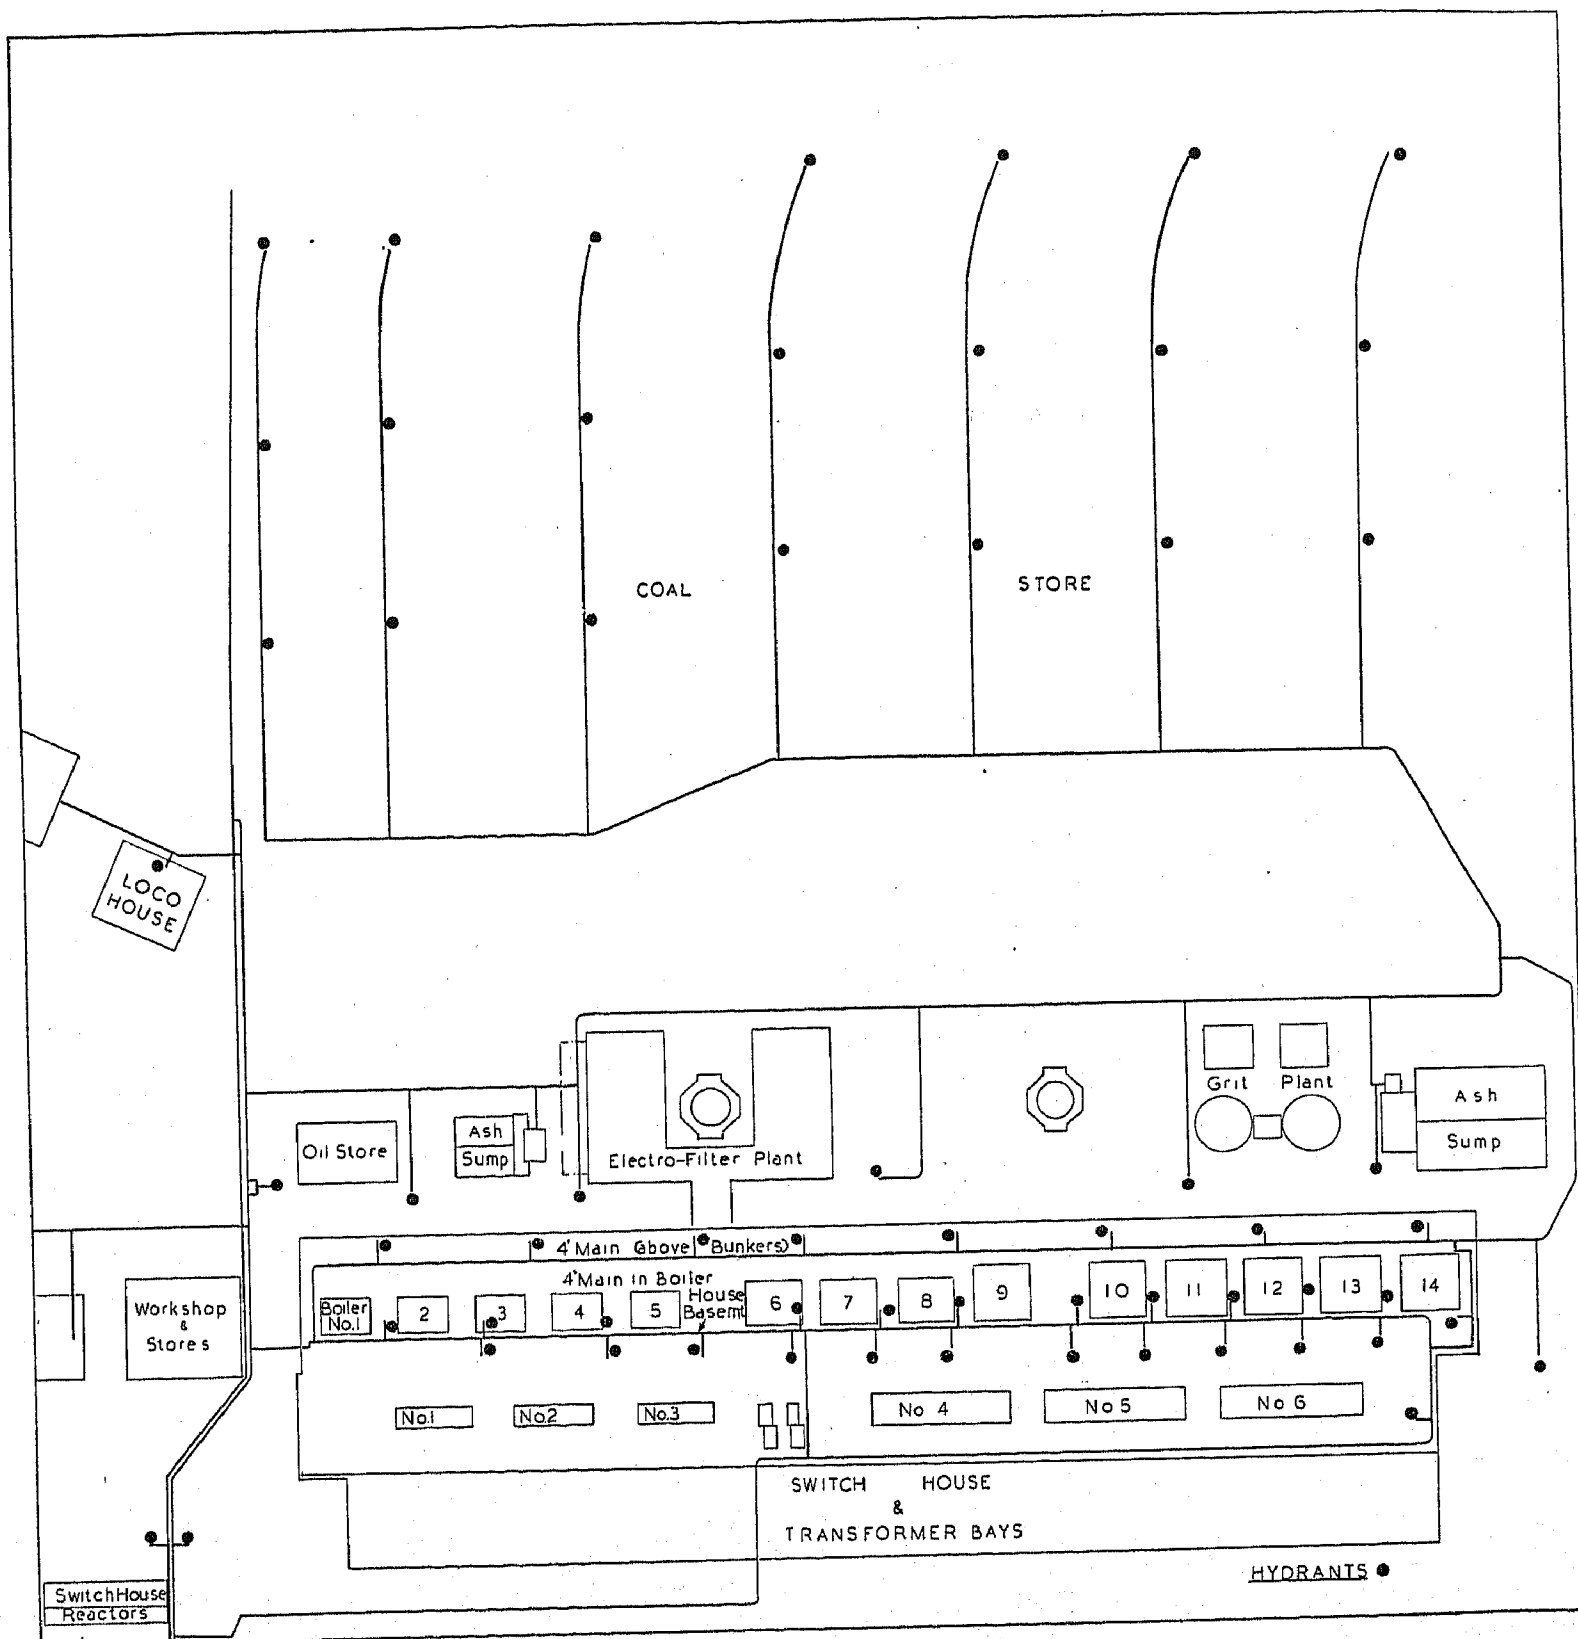 COAL STORE
LOCO
HOUSE
Grit Plant
Ash
Sump
Oil Store
Ash
Sump
Electro-Filter Plant
4' Main (above Bunkers)
4" Main in Boiler
House
Basemt
Boiler
No.1
2
3
4
5
6
7
8
9
10
11
12
13
14
Workshop
&
Stores
No.1
No.2
No.3
No 4
No 5
No 6
SWITCH HOUSE
&
TRANSFORMER BAYS
HYDRANTS
Switch House
Reactors